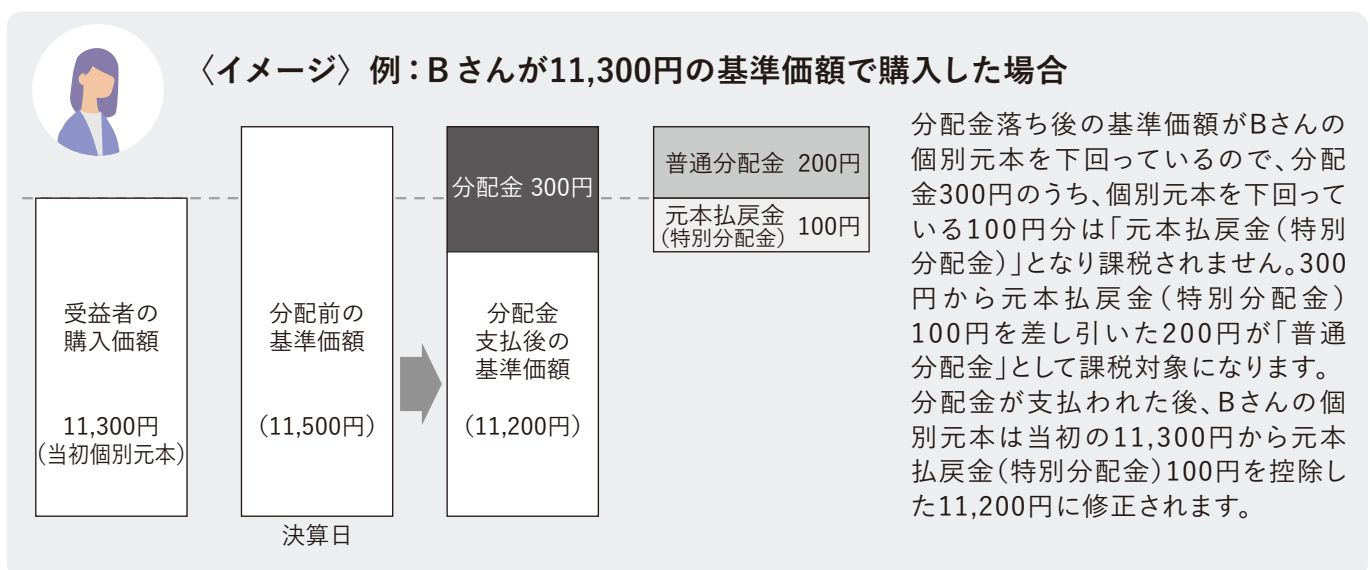 〈イメージ〉例：Bさんが11,300円の基準価額で購入した場合
受益者の
購入価額
11,300円
(当初個別元本)
分配前の
基準価額
(11,500円)
決算日
分配金 300円
分配金
支払後の
基準価額
(11,200円)
普通分配金 200円
元本払戻金
(特別分配金) 100円
分配金落ち後の基準価額がBさんの
個別元本を下回っているので、分配
金300円のうち、個別元本を下回って
いる100円分は「元本払戻金(特別
分配金)」となり課税されません。300
円から元本払戻金(特別分配金)
100円を差し引いた200円が「普通
分配金」として課税対象になります。
分配金が支払われた後、Bさんの個
別元本は当初の11,300円から元本
払戻金(特別分配金)100円を控除し
た11,200円に修正されます。